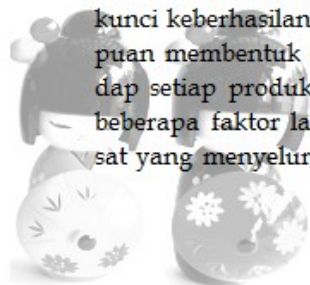 kunci keberhasilan
puan membentuk
dap setiap produk
beberapa faktor la
sat yang menyelur